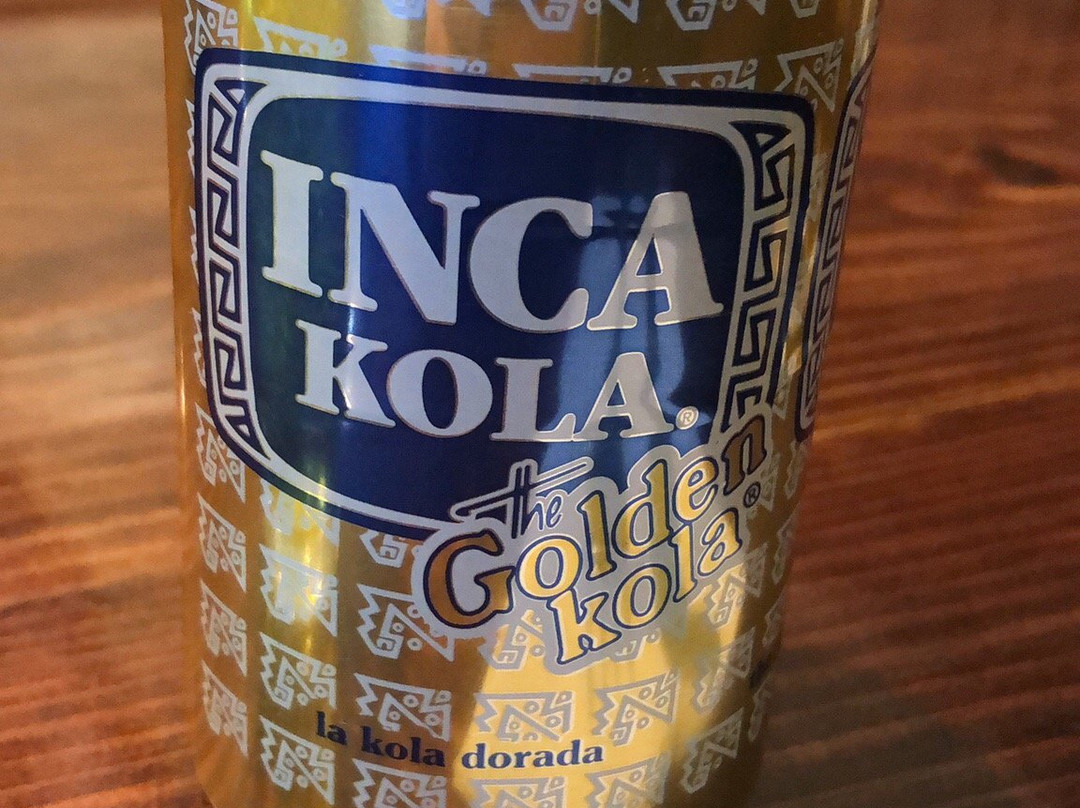 INCA
KOLA®
the
Golden
kola®
la kola dorada